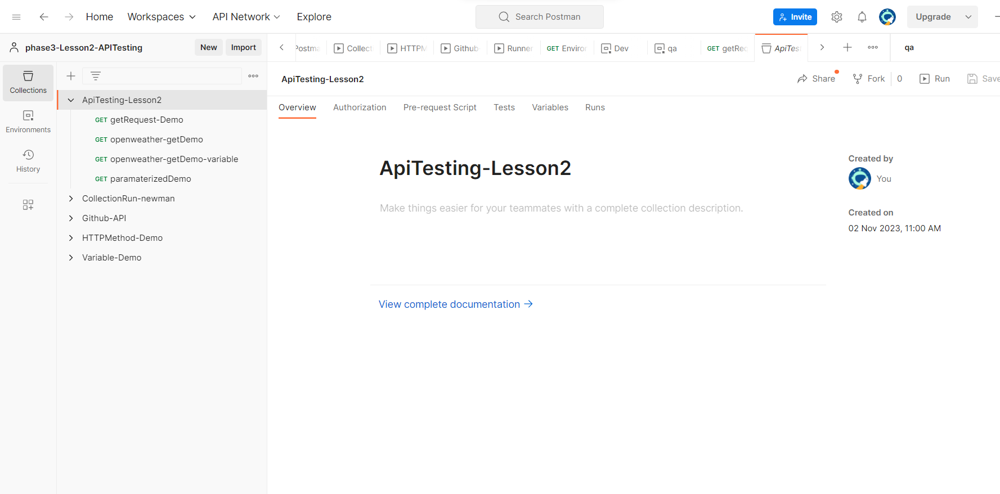 Home Workspaces API Network Explore Search Postman Invite Upgrade
phase3-Lesson2-APITesting New Import
Postma Collect HTTPM Github Runner GET Enviror Dev qa GET getRec ApiTes qa
Collections
Environments
History
ApiTesting-Lesson2
GET getRequest-Demo
GET openweather-getDemo
GET openweather-getDemo-variable
GET paramaterizedDemo
CollectionRun-newman
Github-API
HTTPMethod-Demo
Variable-Demo
ApiTesting-Lesson2 Share Fork 0 Run Save
Overview Authorization Pre-request Script Tests Variables Runs
ApiTesting-Lesson2
Make things easier for your teammates with a complete collection description.
View complete documentation
Created by
You
Created on
02 Nov 2023, 11:00 AM